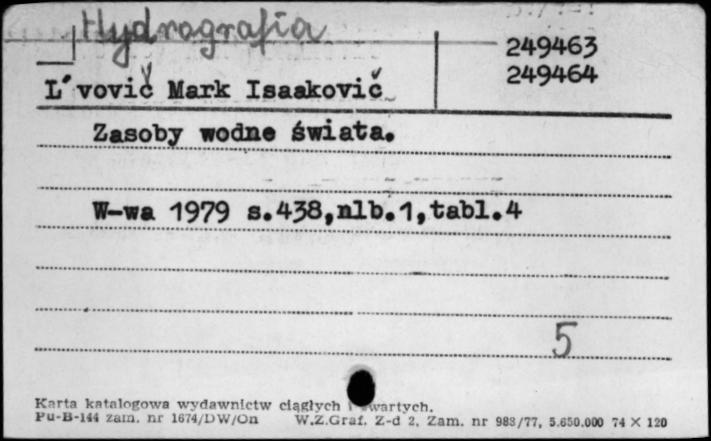 Hydrografia
249463
249464
L'vovič Mark Isaakovič
Zasoby wodne świata.
W-wa 1979 s.438,nlb.1,tabl.4
5
Karta katalogowa wydawnictw ciągłych
Pu-B-144 zam. nr 1674/DW/On W.Z.Graf. Z-d 2, Zam. nr 988/77, 5.650.000 74 X 120